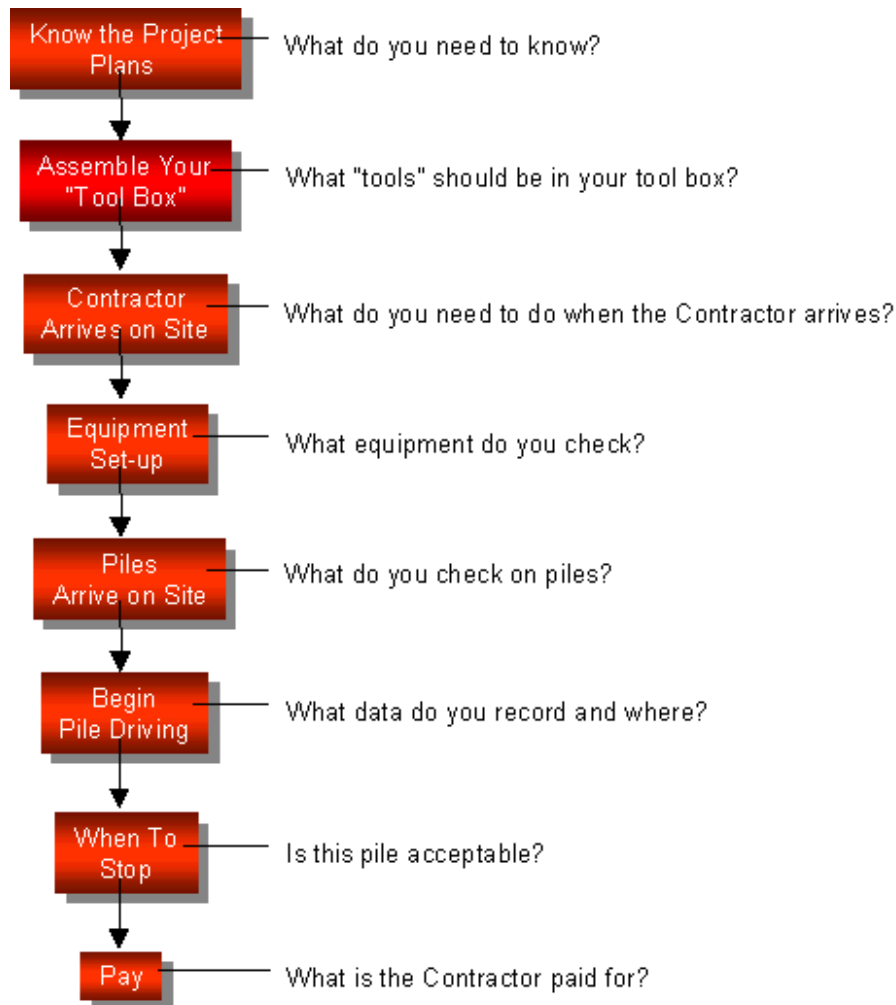 Know the Project
Plans
What do you need to know?
Assemble Your
"Tool Box"
What "tools" should be in your tool box?
Contractor
Arrives on Site
What do you need to do when the Contractor arrives?
Equipment
Set-up
What equipment do you check?
Piles
Arrive on Site
What do you check on piles?
Begin
Pile Driving
What data do you record and where?
When To
Stop
Is this pile acceptable?
Pay
What is the Contractor paid for?